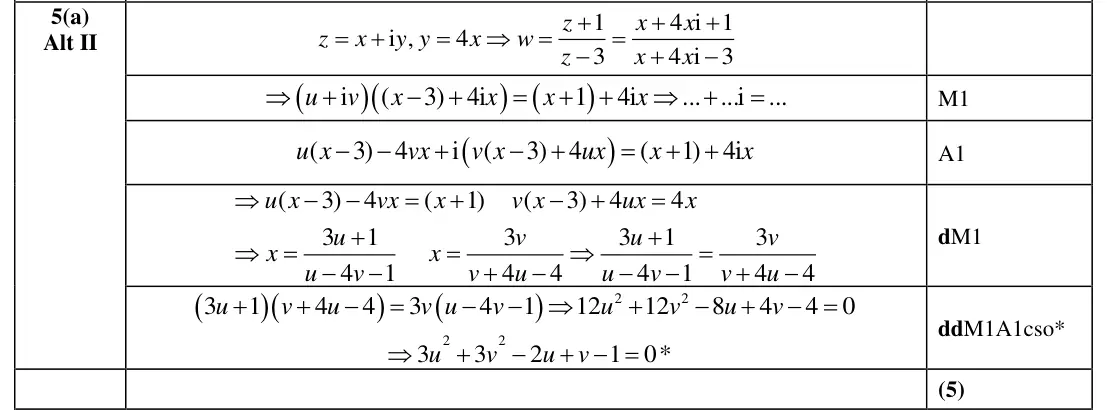 5(a)
Alt II
z = x + iy, y = 4x ⇒ w = (z + 1)/(z − 3) = (x + 4xi + 1)/(x + 4xi − 3)
⇒ (u + iv)((x − 3) + 4ix) = (x + 1) + 4ix ⇒ ... + ...i = ... M1
u(x − 3) − 4vx + i(v(x − 3) + 4ux) = (x + 1) + 4ix A1
⇒ u(x − 3) − 4vx = (x + 1) v(x − 3) + 4ux = 4x
⇒ x = (3u + 1)/(u − 4v − 1) x = 3v/(v + 4u − 4) ⇒ (3u + 1)/(u − 4v − 1) = 3v/(v + 4u − 4) dM1
(3u + 1)(v + 4u − 4) = 3v(u − 4v − 1) ⇒ 12u² + 12v² − 8u + 4v − 4 = 0
⇒ 3u² + 3v² − 2u + v − 1 = 0* ddM1A1cso*
(5)